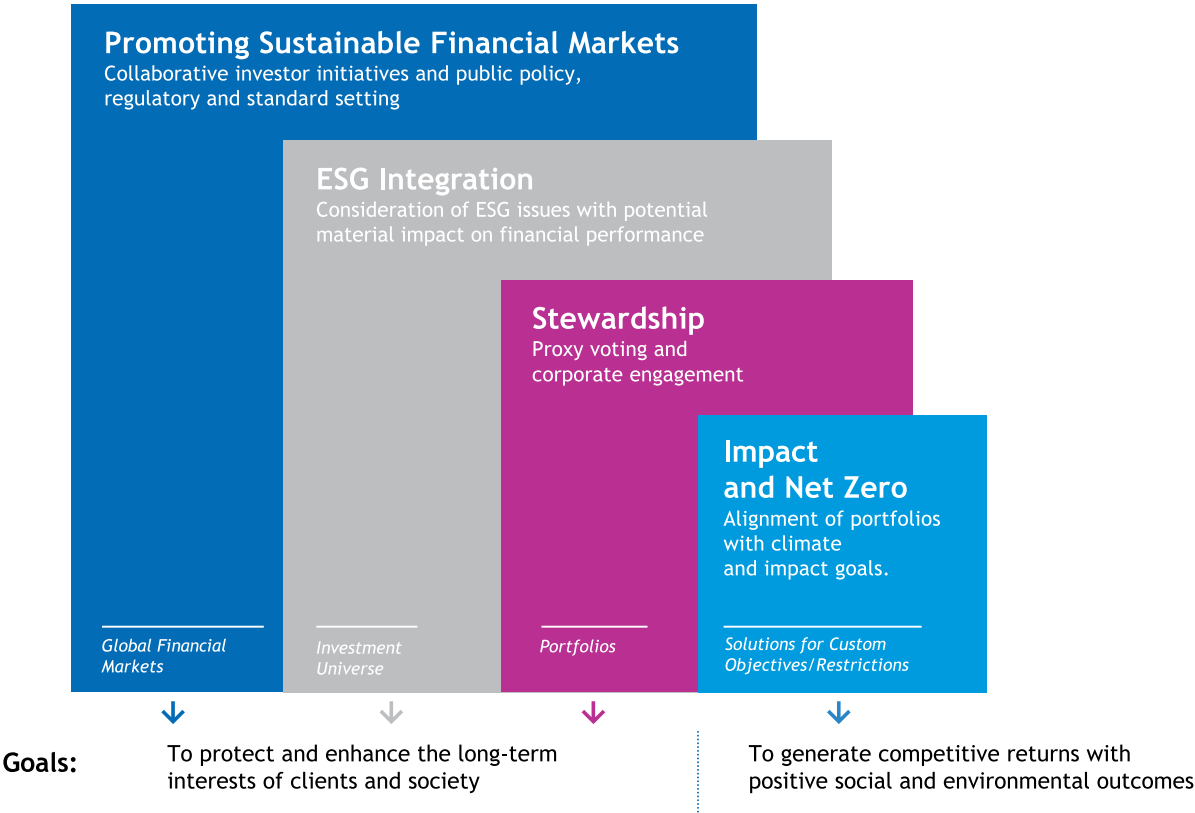 Promoting Sustainable Financial Markets
Collaborative investor initiatives and public policy,
regulatory and standard setting
ESG Integration
Consideration of ESG issues with potential
material impact on financial performance
Stewardship
Proxy voting and
corporate engagement
Impact
and Net Zero
Alignment of portfolios
with climate
and impact goals.
Global Financial
Markets
Investment
Universe
Portfolios
Solutions for Custom
Objectives/Restrictions
Goals:
To protect and enhance the long-term
interests of clients and society
To generate competitive returns with
positive social and environmental outcomes